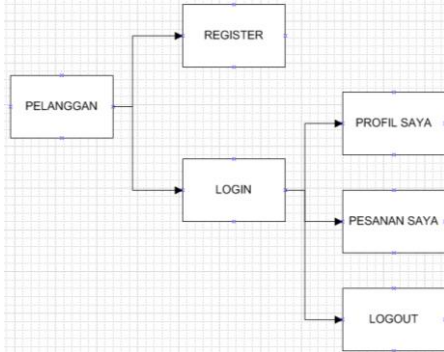 REGISTER
PELANGGAN
PROFIL SAYA
LOGIN
PESANAN SAYA
LOGOUT